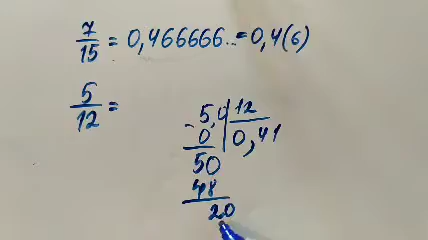 7/15 = 0,466666... = 0,4(6)
5/12 =
5,0 | 12
- 0 | 0,41
50
48
20